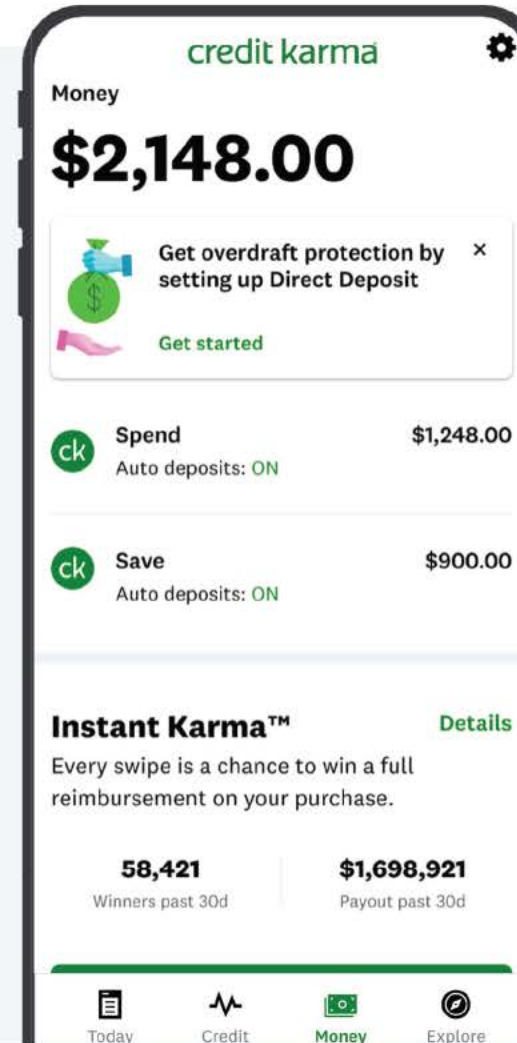 credit karma
Money
$2,148.00
Get overdraft protection by
setting up Direct Deposit
$
Get started
ck
Spend
$1,248.00
Auto deposits: ON
ck
Save
$900.00
Auto deposits: ON
Instant Karma™
Details
Every swipe is a chance to win a full
reimbursement on your purchase.
58,421
$1,698,921
Winners past 30d
Payout past 30d
Today
Credit
Money
Explore